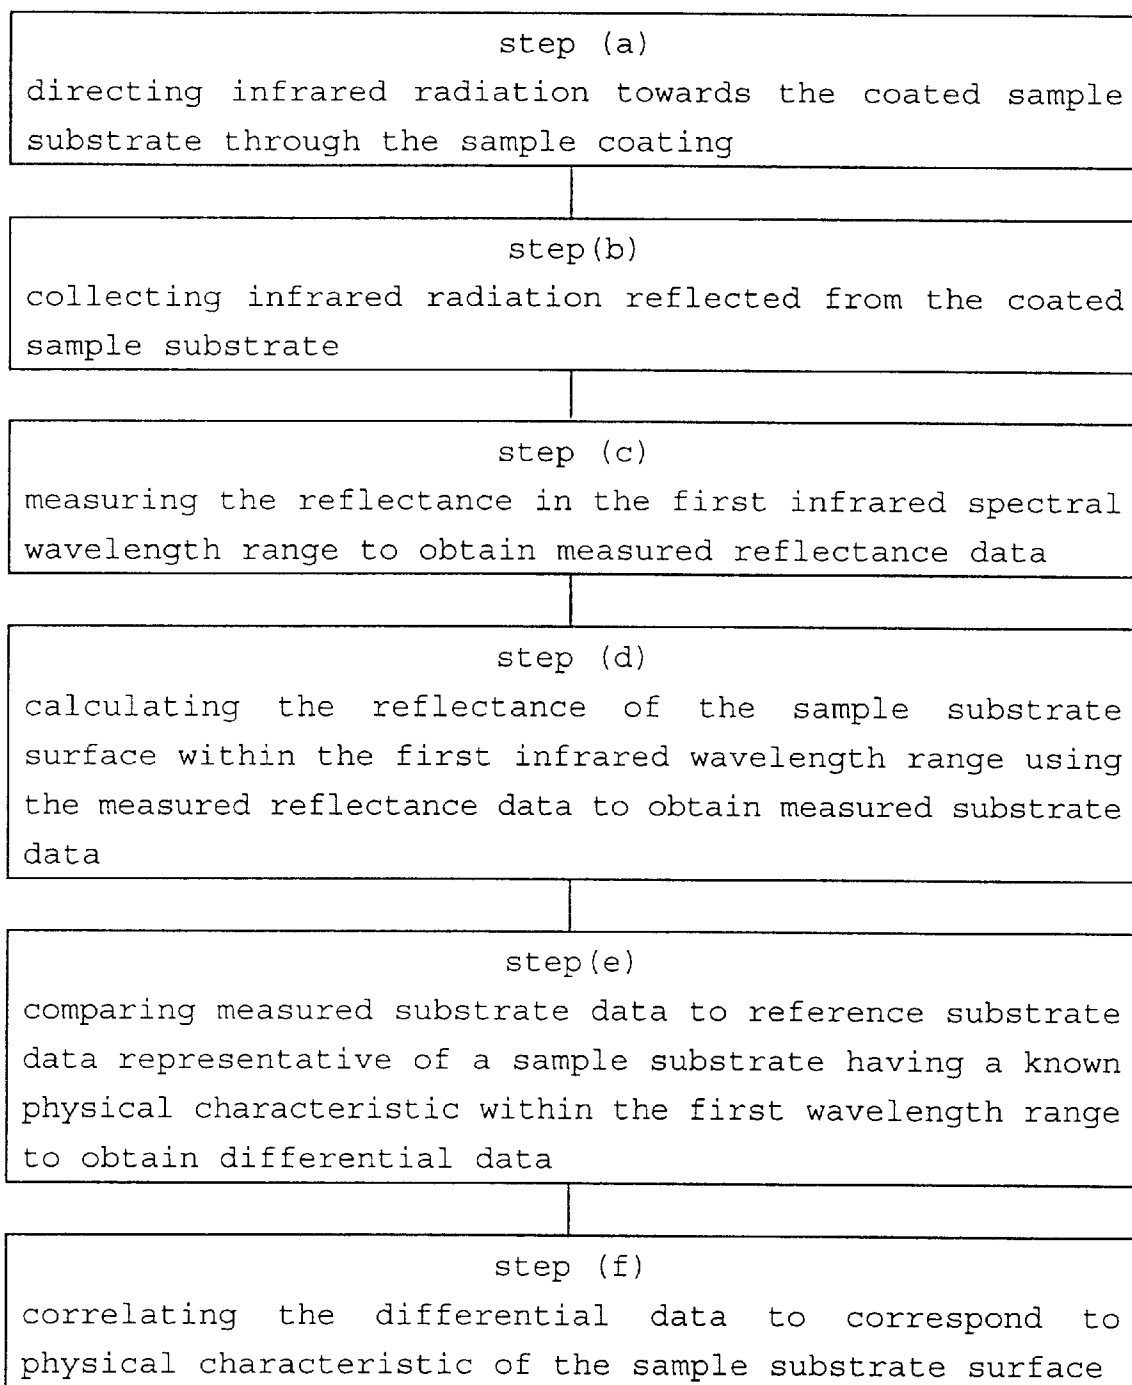 step (a)
directing infrared radiation towards the coated sample
substrate through the sample coating
step(b)
collecting infrared radiation reflected from the coated
sample substrate
step (c)
measuring the reflectance in the first infrared spectral
wavelength range to obtain measured reflectance data
step (d)
calculating the reflectance of the sample substrate
surface within the first infrared wavelength range using
the measured reflectance data to obtain measured substrate
data
step(e)
comparing measured substrate data to reference substrate
data representative of a sample substrate having a known
physical characteristic within the first wavelength range
to obtain differential data
step (f)
correlating the differential data to correspond to
physical characteristic of the sample substrate surface